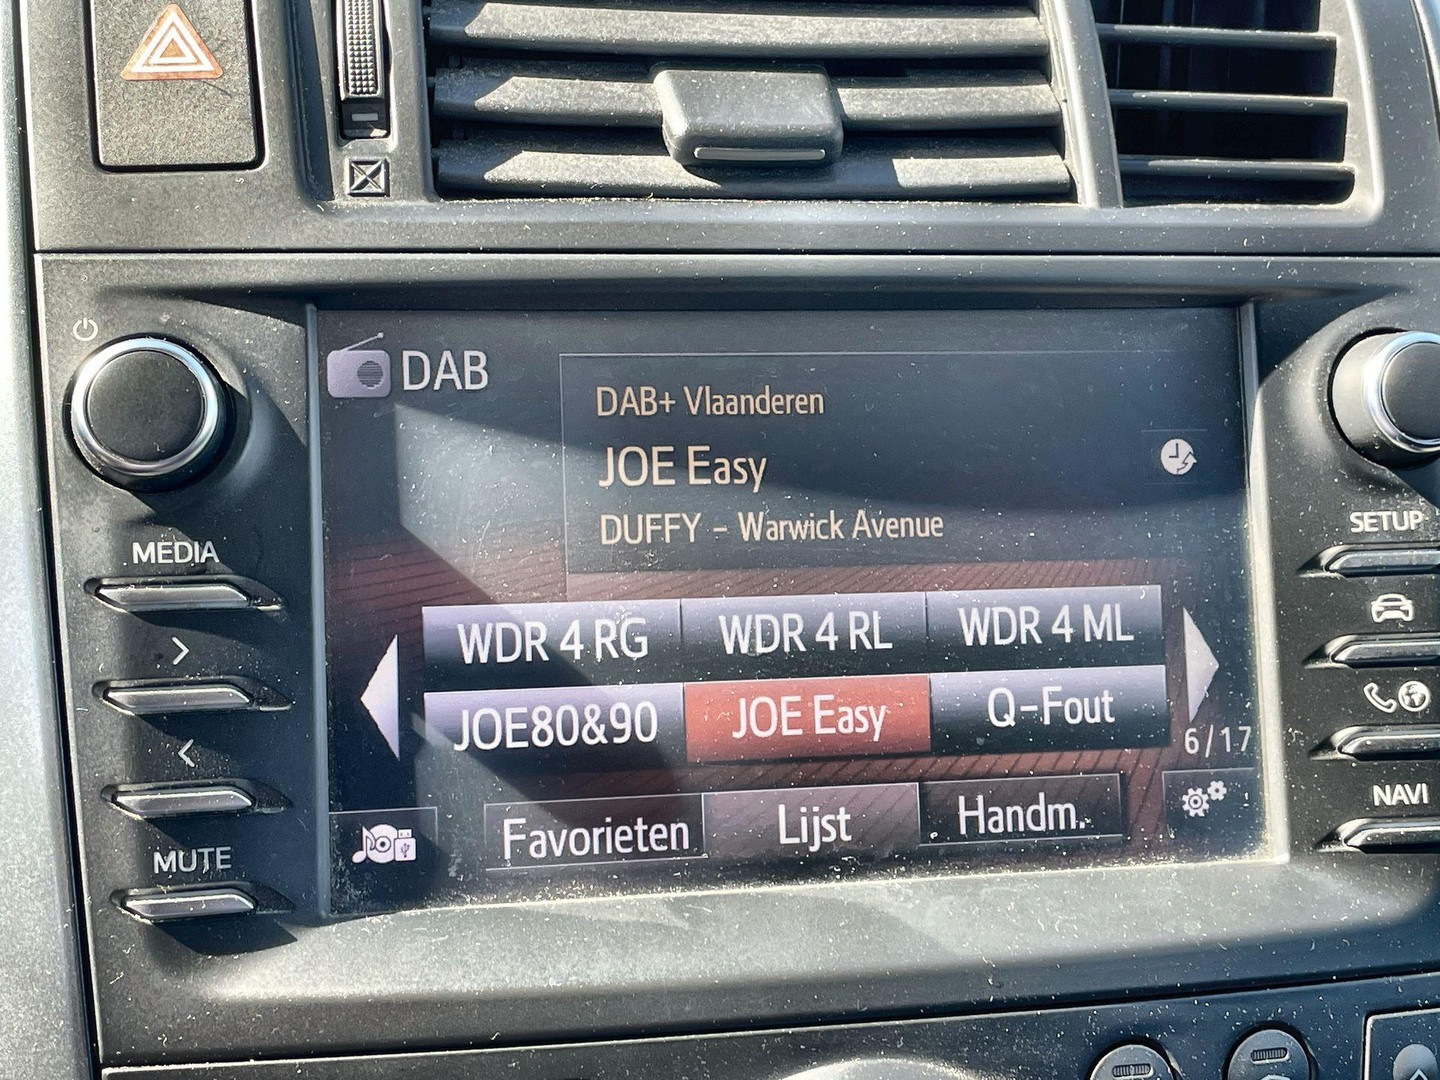 DAB
DAB+ Vlaanderen
JOE Easy
DUFFY - Warwick Avenue
MEDIA
SETUP
WDR 4 RG
WDR 4 RL
WDR 4 ML
JOE80&90
JOE Easy
Q-Fout
6/17
NAVI
Favorieten
Lijst
Handm.
MUTE